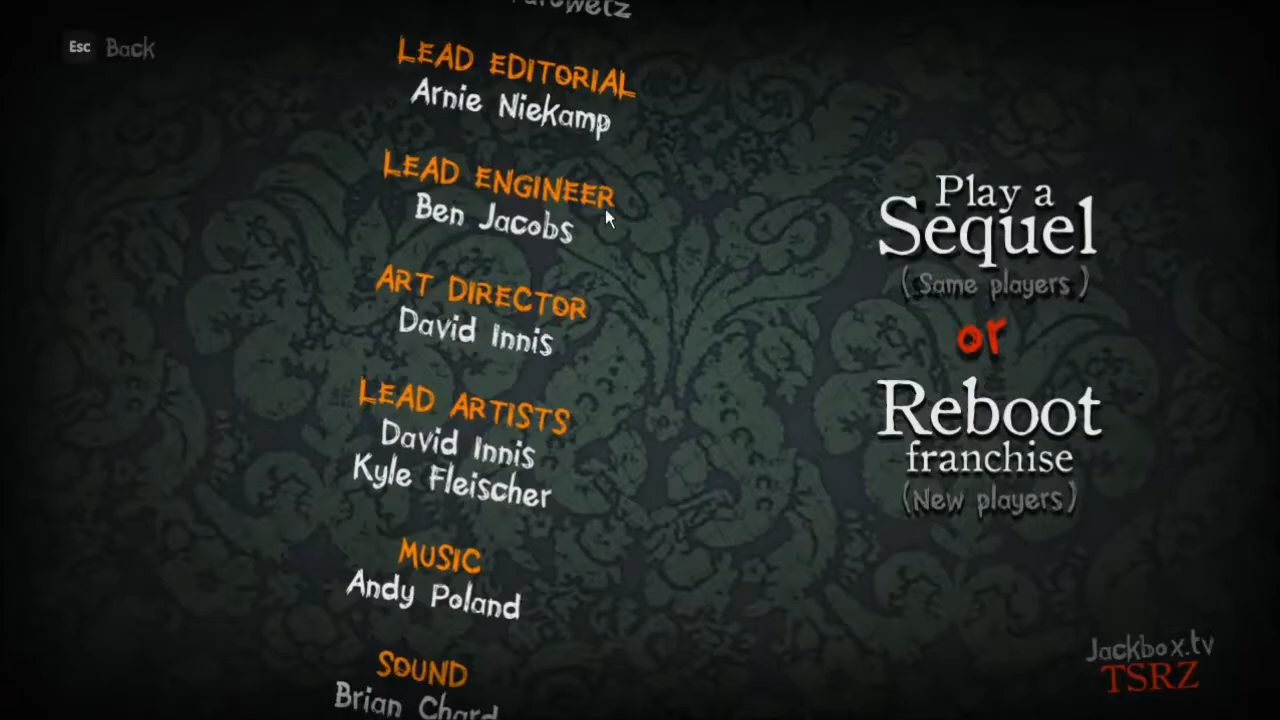 Esc Back
LEAD EDITORIAL
Arnie Niekamp
LEAD ENGINEER
Ben Jacobs
ART DIRECTOR
David Innis
LEAD ARTISTS
David Innis
Kyle Fleischer
MUSIC
Andy Poland
SOUND
Brian Chard
Play a
Sequel
(Same players)
or
Reboot
franchise
(New players)
Jackbox.tv
TSRZ